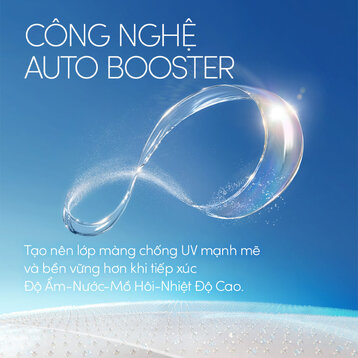 CÔNG NGHỆ
AUTO BOOSTER
Tạo nên lớp màng chống UV mạnh mẽ
và bền vững hơn khi tiếp xúc
Độ Ẩm-Nước-Mồ Hôi-Nhiệt Độ Cao.